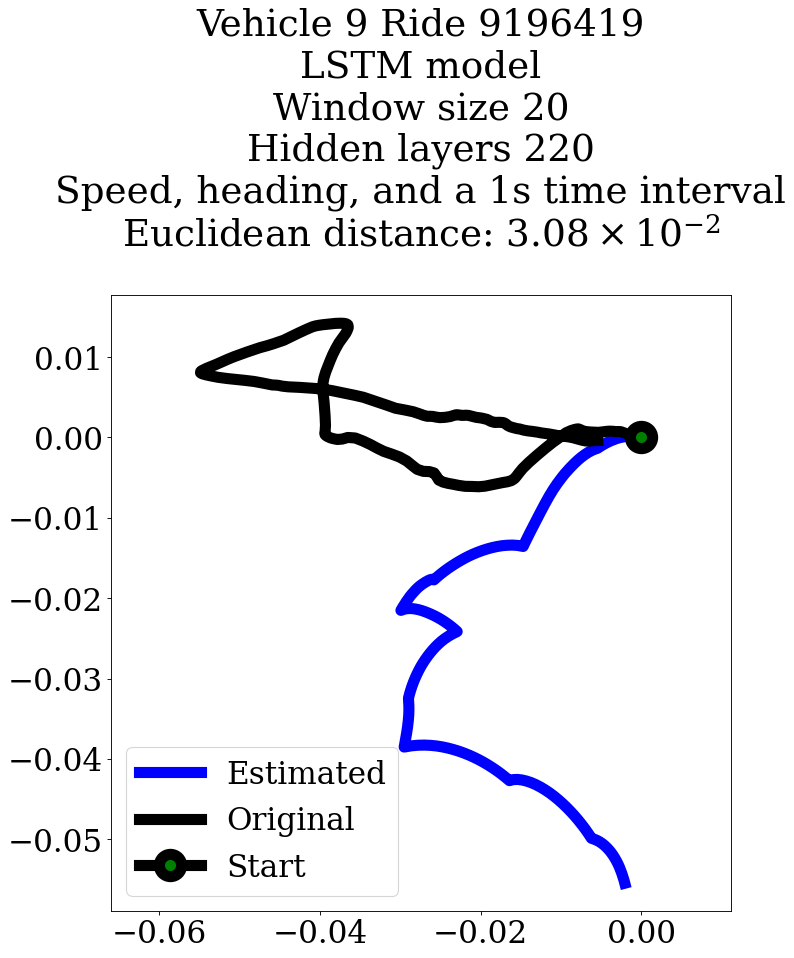 Vehicle 9 Ride 9196419
LSTM model
Window size 20
Hidden layers 220
Speed, heading, and a 1s time interval
Euclidean distance: 3.08 × 10⁻²
0.01
0.00
−0.01
−0.02
−0.03
−0.04
−0.05
Estimated
Original
Start
−0.06
−0.04
−0.02
0.00